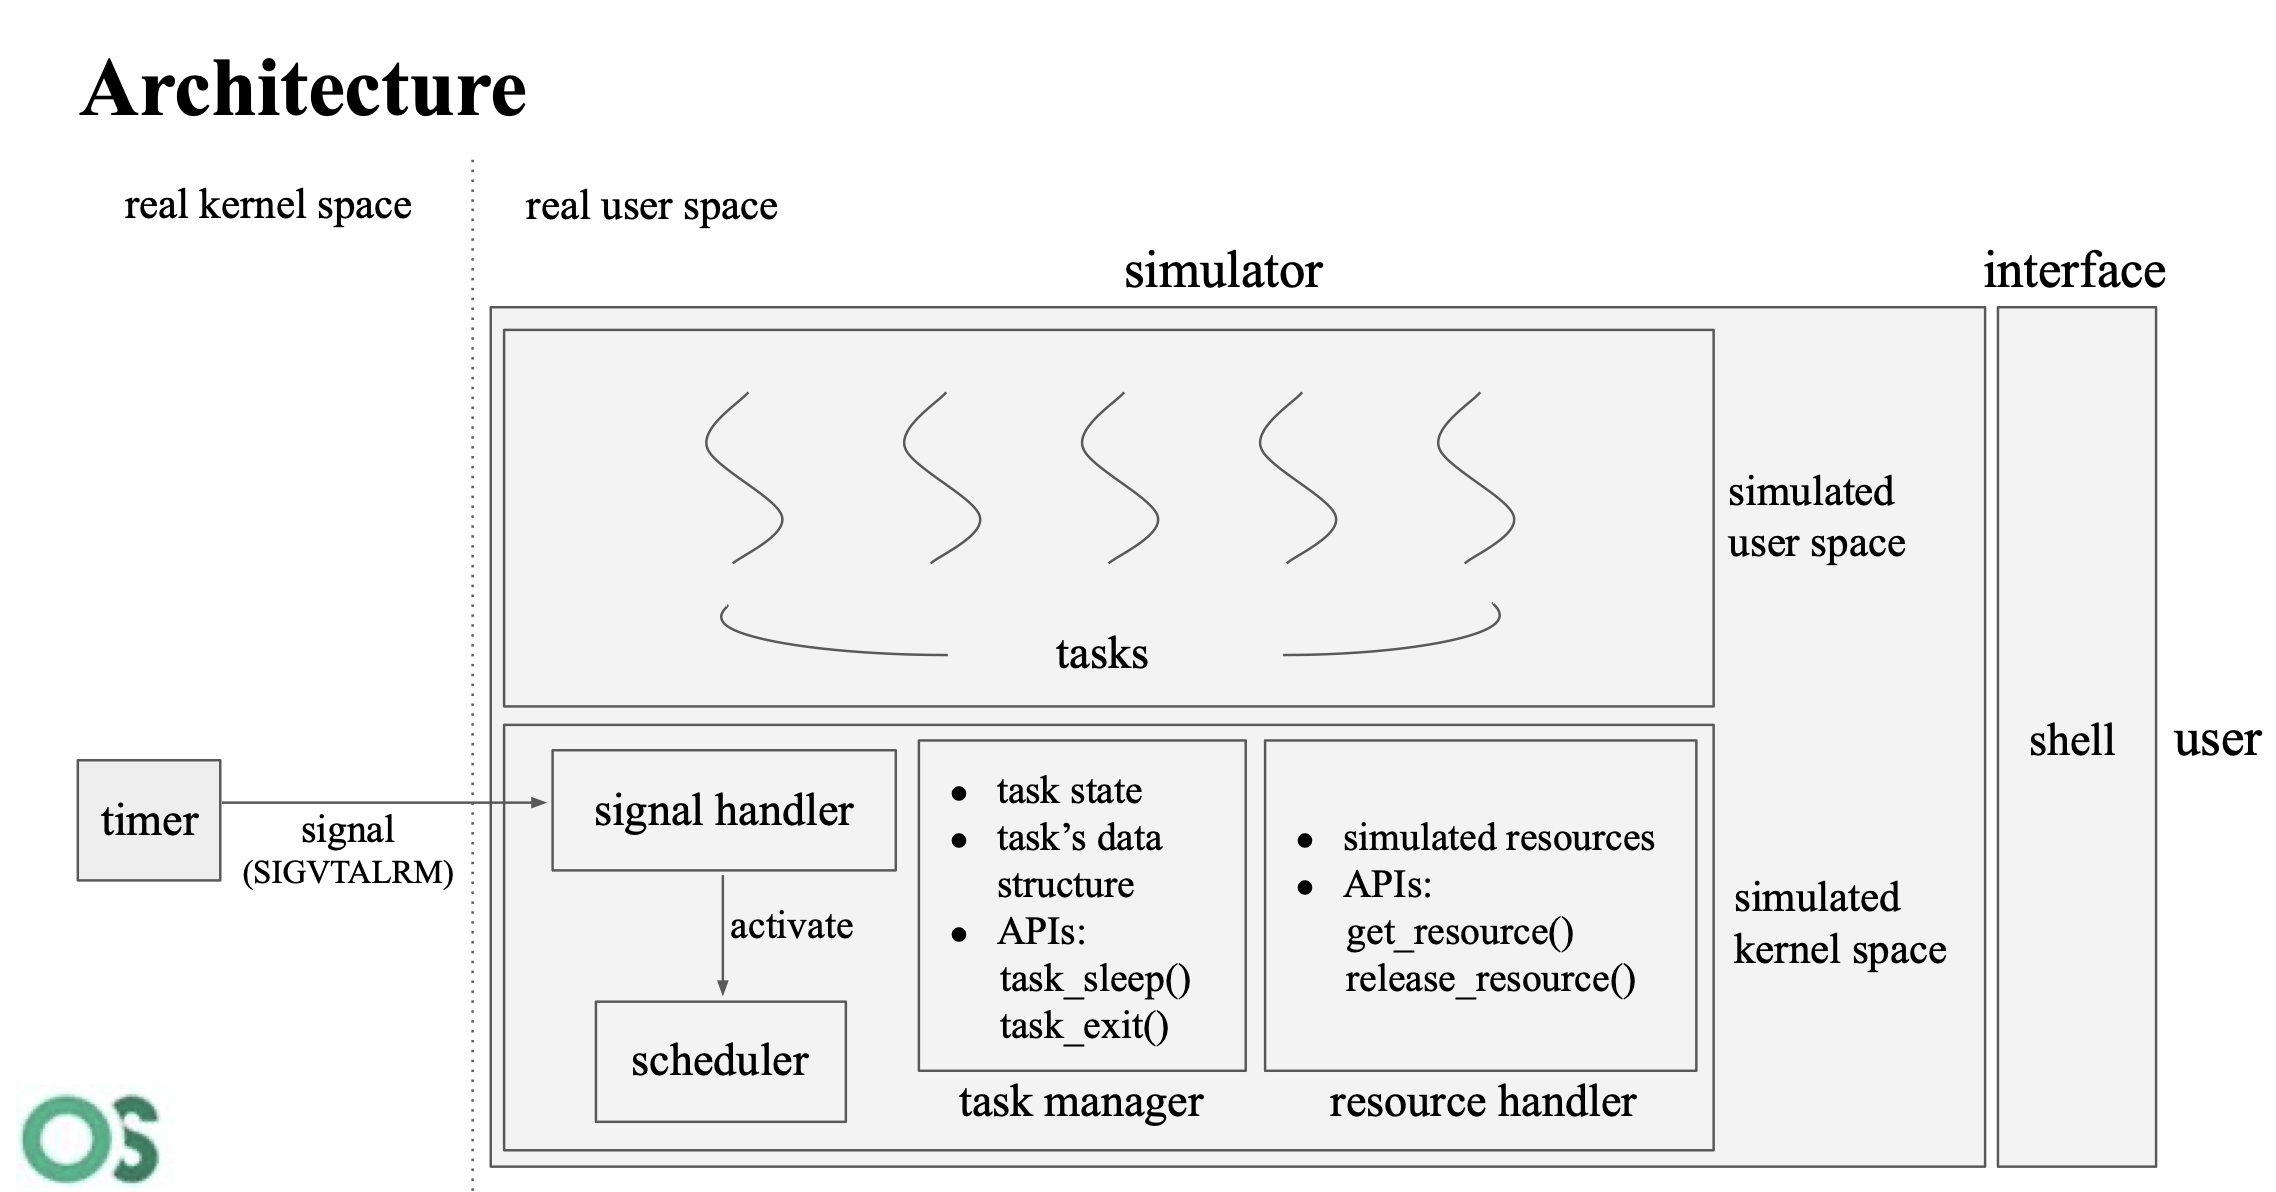 Architecture
real kernel space
real user space
simulator
interface
simulated
user space
tasks
timer
signal
(SIGVTALRM)
signal handler
activate
scheduler
● task state
● task’s data
structure
● APIs:
task_sleep()
task_exit()
task manager
● simulated resources
● APIs:
get_resource()
release_resource()
resource handler
simulated
kernel space
shell
user
OS